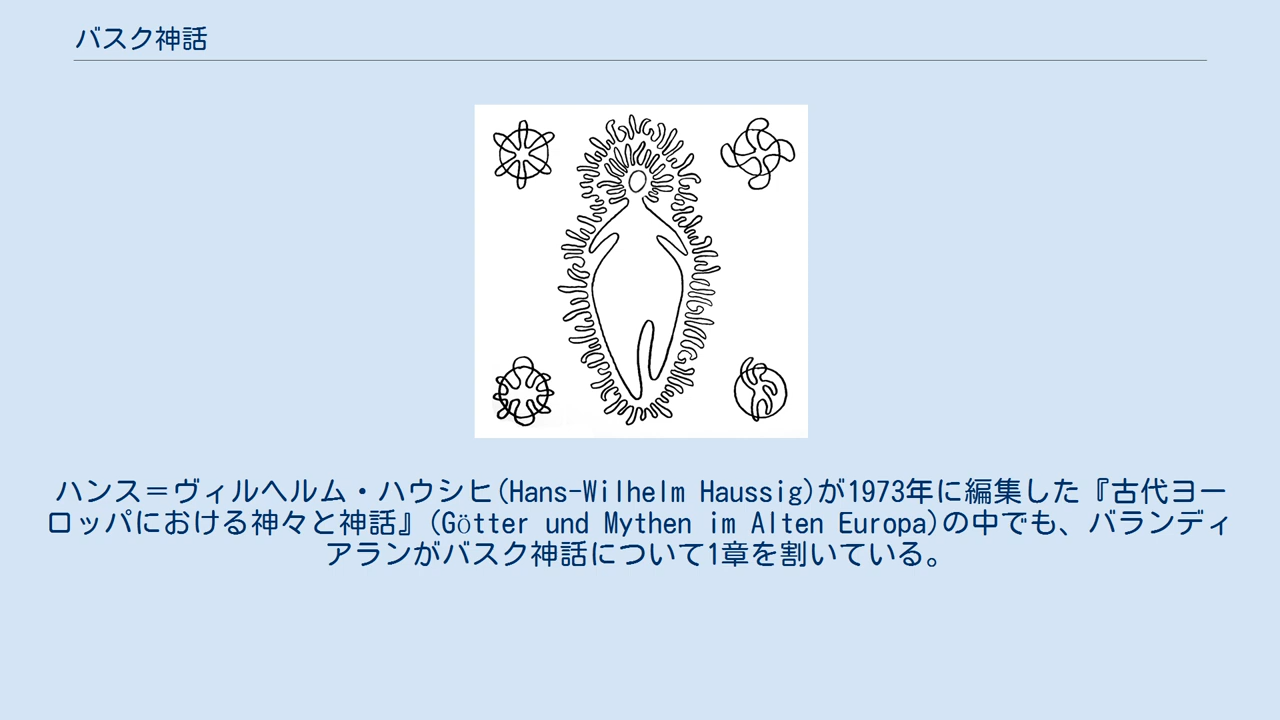 バスク神話
ハンス＝ヴィルヘルム・ハウシヒ(Hans-Wilhelm Haussig)が1973年に編集した『古代ヨー
ロッパにおける神々と神話』(Götter und Mythen im Alten Europa)の中でも、バランディ
アランがバスク神話について1章を割いている。